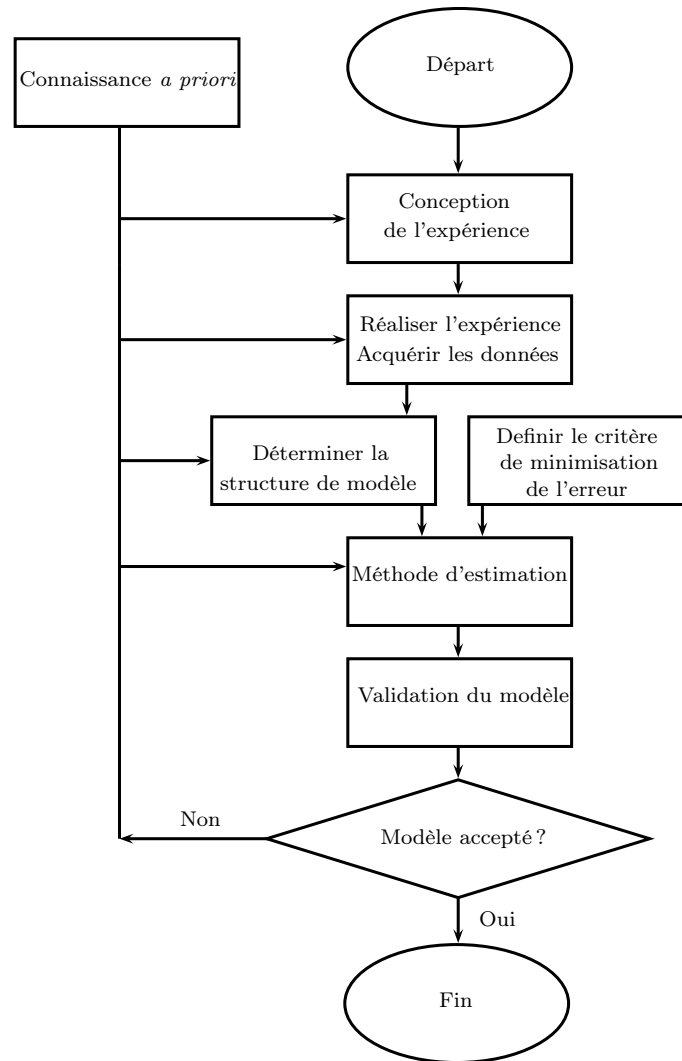 Connaissance a priori
Départ
Conception
de l'expérience
Réaliser l'expérience
Acquérir les données
Déterminer la
structure de modèle
Definir le critère
de minimisation
de l'erreur
Méthode d'estimation
Validation du modèle
Non
Modèle accepté ?
Oui
Fin